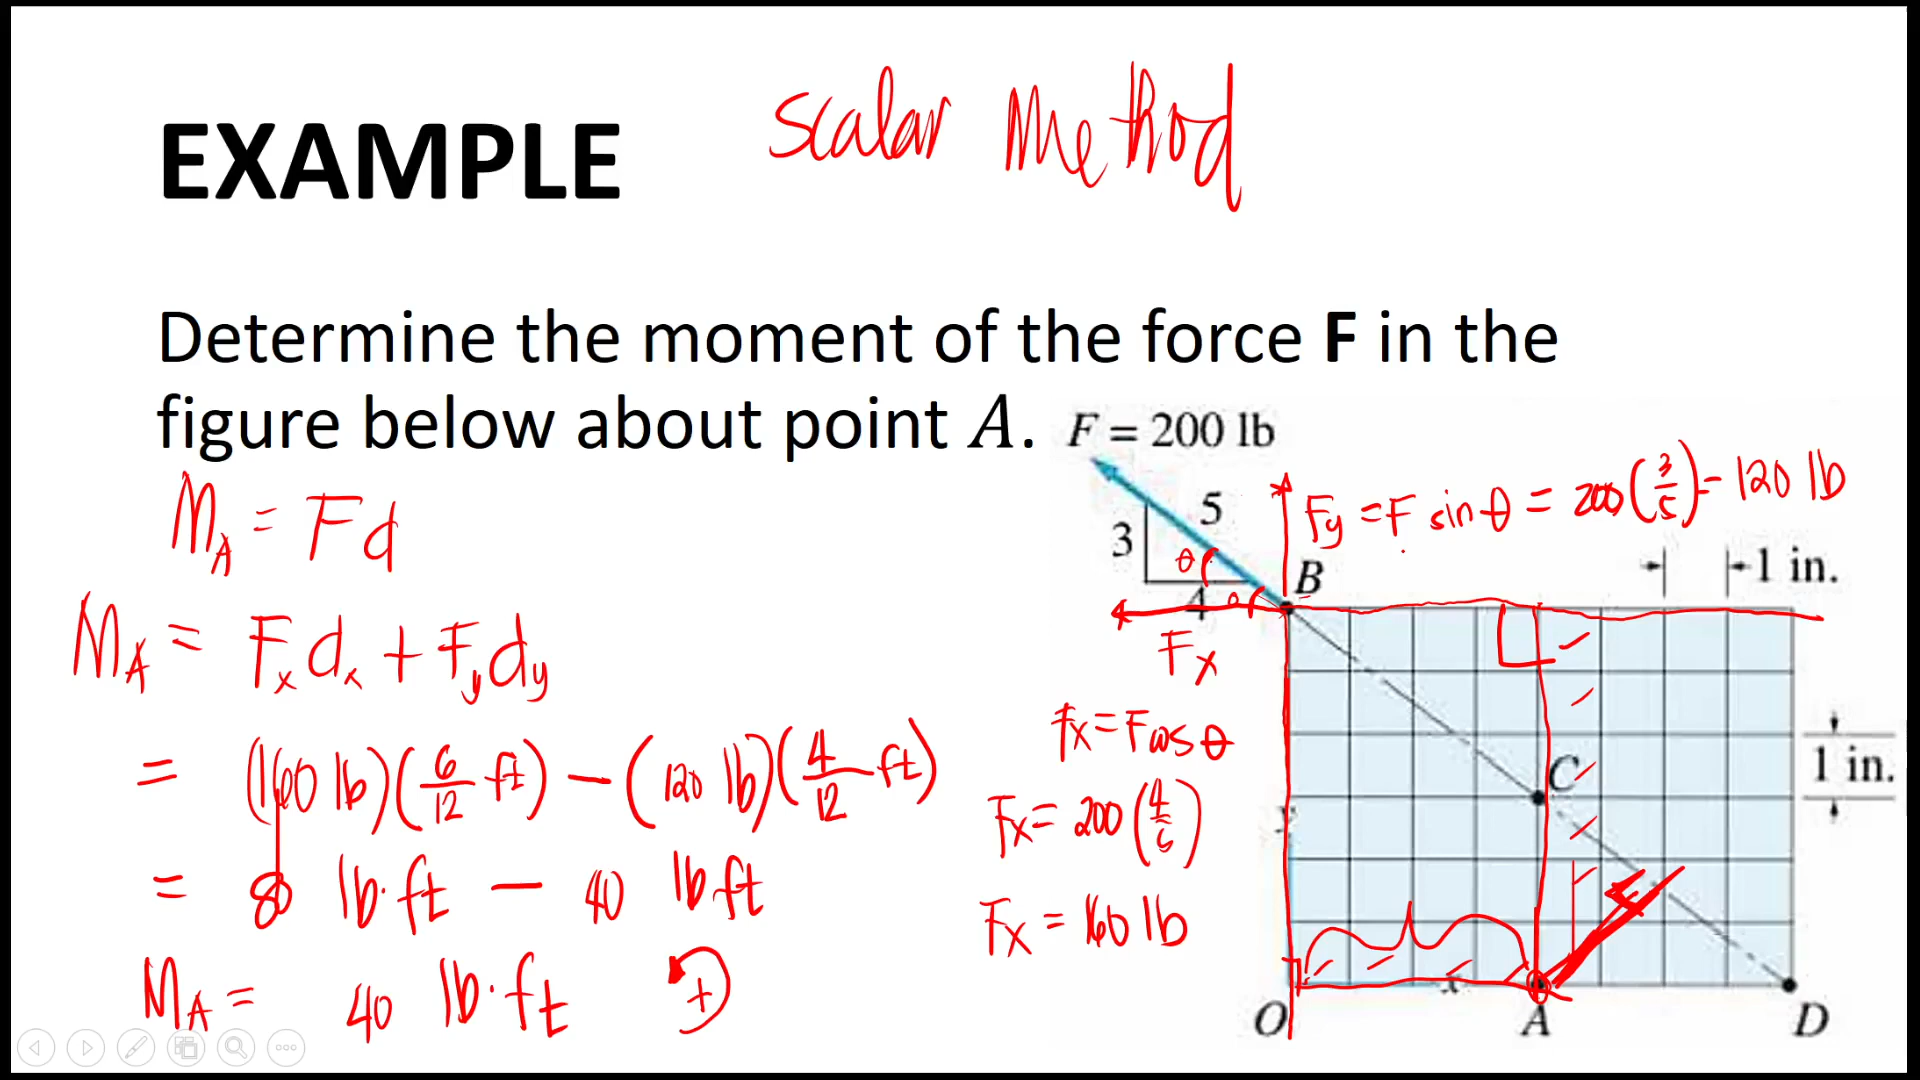 EXAMPLE
Scalar Method
Determine the moment of the force F in the
figure below about point A.
F = 200 lb
M_A = Fd
M_A = F_x d_x + F_y d_y
= (160 lb)(6/12 ft) - (120 lb)(4/12 ft)
= 80 lb·ft - 40 lb ft
M_A = 40 lb·ft +
5
3
4
θ
θ
F_x
F_y = F sin θ = 200 (3/5) = 120 lb
B
1 in.
F_x = F cos θ
F_x = 200 (4/5)
F_x = 160 lb
C
1 in.
y
x
O
A
D